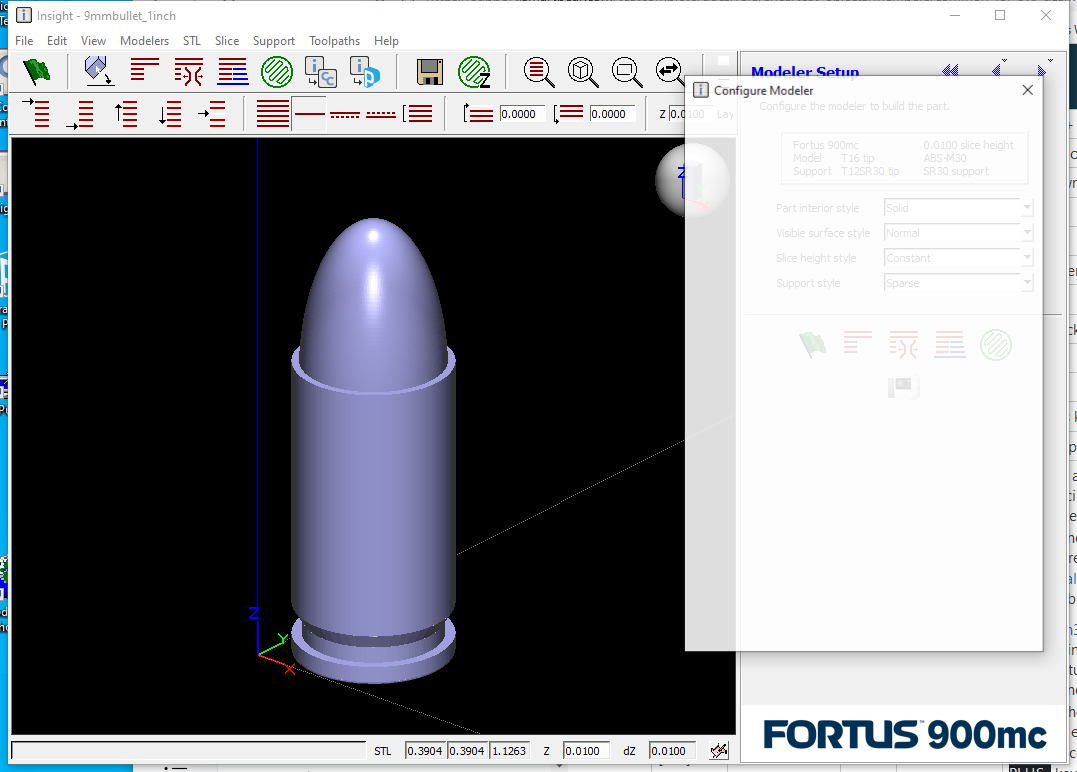 Insight - 9mmbullet_1inch
File Edit View Modelers STL Slice Support Toolpaths Help
Modeler Setup
Configure Modeler
Configure the modeler to build the part.
0.0000 0.0000 Z 0.0100 Lay
Fortus 900mc 0.0100 slice height
Model T16 tip ABS-M30
Support T12SR30 tip SR30 support
Part interior style Solid
Visible surface style Normal
Slice height style Constant
Support style Sparse
Z
Z
Y
X
STL 0.3904 0.3904 1.1263 Z 0.0100 dZ 0.0100
FORTUS™ 900mc